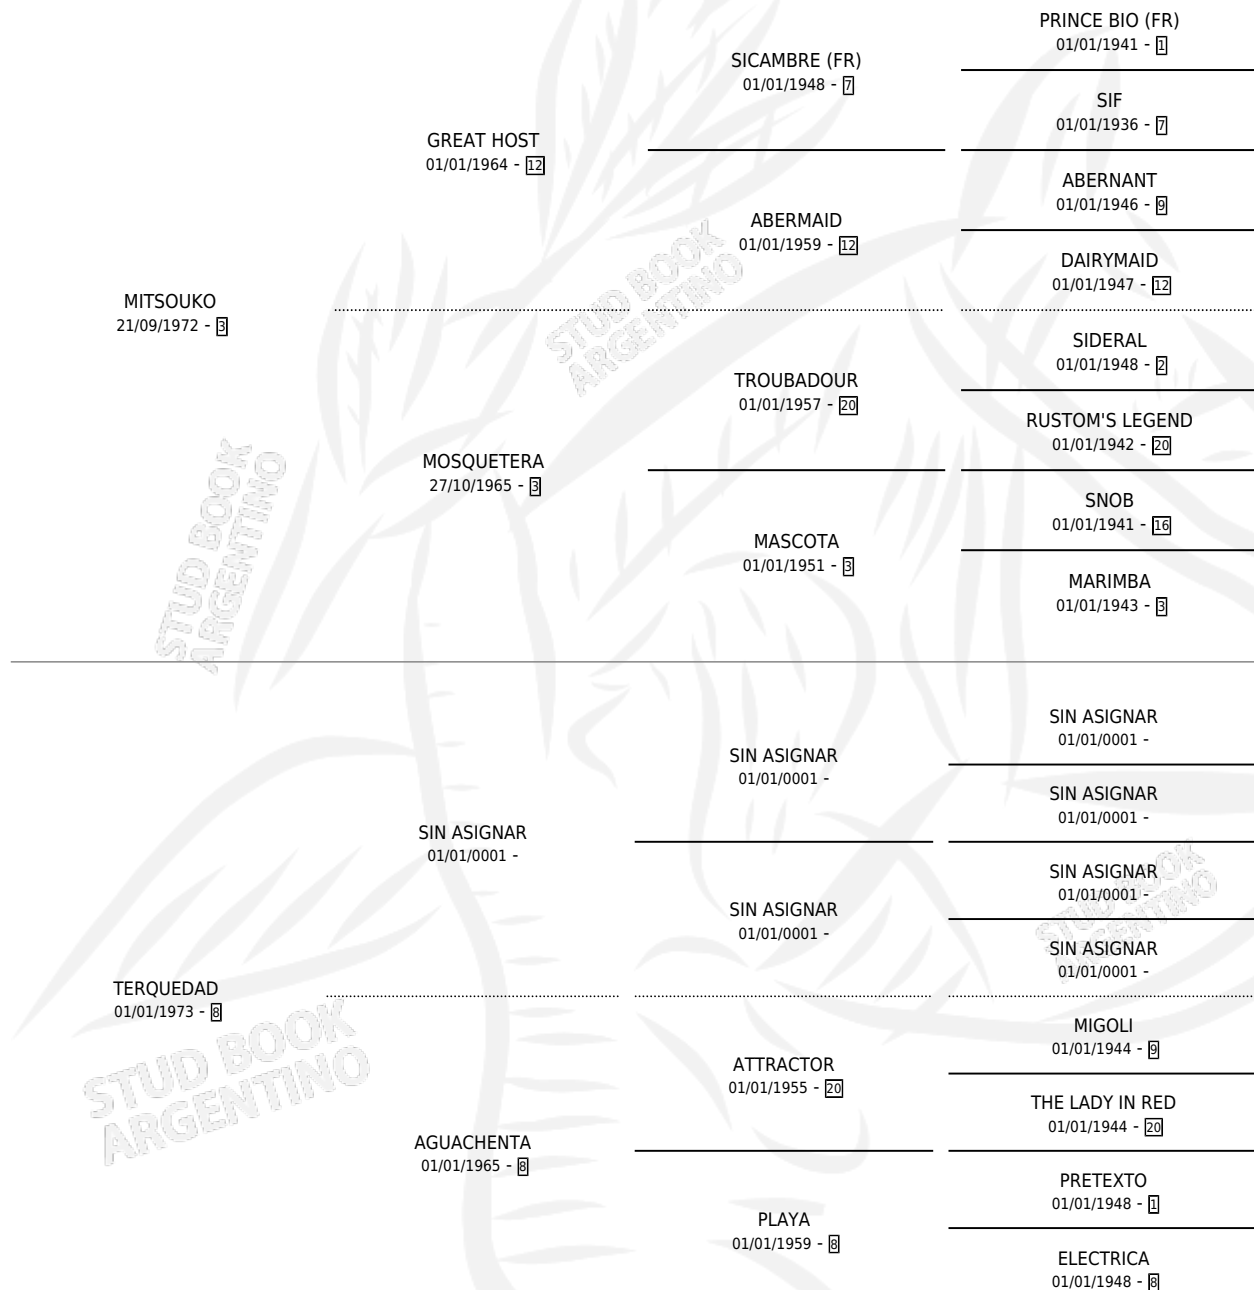 PRINCE BIO (FR)
01/01/1941 - 1
SICAMBRE (FR)
01/01/1948 - 7
SIF
01/01/1936 - 7
GREAT HOST
01/01/1964 - 12
ABERNANT
01/01/1946 - 9
ABERMAID
01/01/1959 - 12
DAIRYMAID
01/01/1947 - 12
MITSOUKO
21/09/1972 - 3
STUD BOOK
ARGENTINO
SIDERAL
01/01/1948 - 2
TROUBADOUR
01/01/1957 - 20
RUSTOM'S LEGEND
01/01/1942 - 20
MOSQUETERA
27/10/1965 - 3
SNOB
01/01/1941 - 16
MASCOTA
01/01/1951 - 3
MARIMBA
01/01/1943 - 3
STUD BOOK
ARGENTINO
SIN ASIGNAR
01/01/0001 -
SIN ASIGNAR
01/01/0001 -
SIN ASIGNAR
01/01/0001 -
SIN ASIGNAR
01/01/0001 -
SIN ASIGNAR
01/01/0001 -
SIN ASIGNAR
01/01/0001 -
SIN ASIGNAR
01/01/0001 -
STUD BOOK
ARGENTINO
TERQUEDAD
01/01/1973 - 8
MIGOLI
01/01/1944 - 9
ATTRACTOR
01/01/1955 - 20
THE LADY IN RED
01/01/1944 - 20
STUD BOOK
ARGENTINO
AGUACHENTA
01/01/1965 - 8
PRETEXTO
01/01/1948 - 1
PLAYA
01/01/1959 - 8
ELECTRICA
01/01/1948 - 8